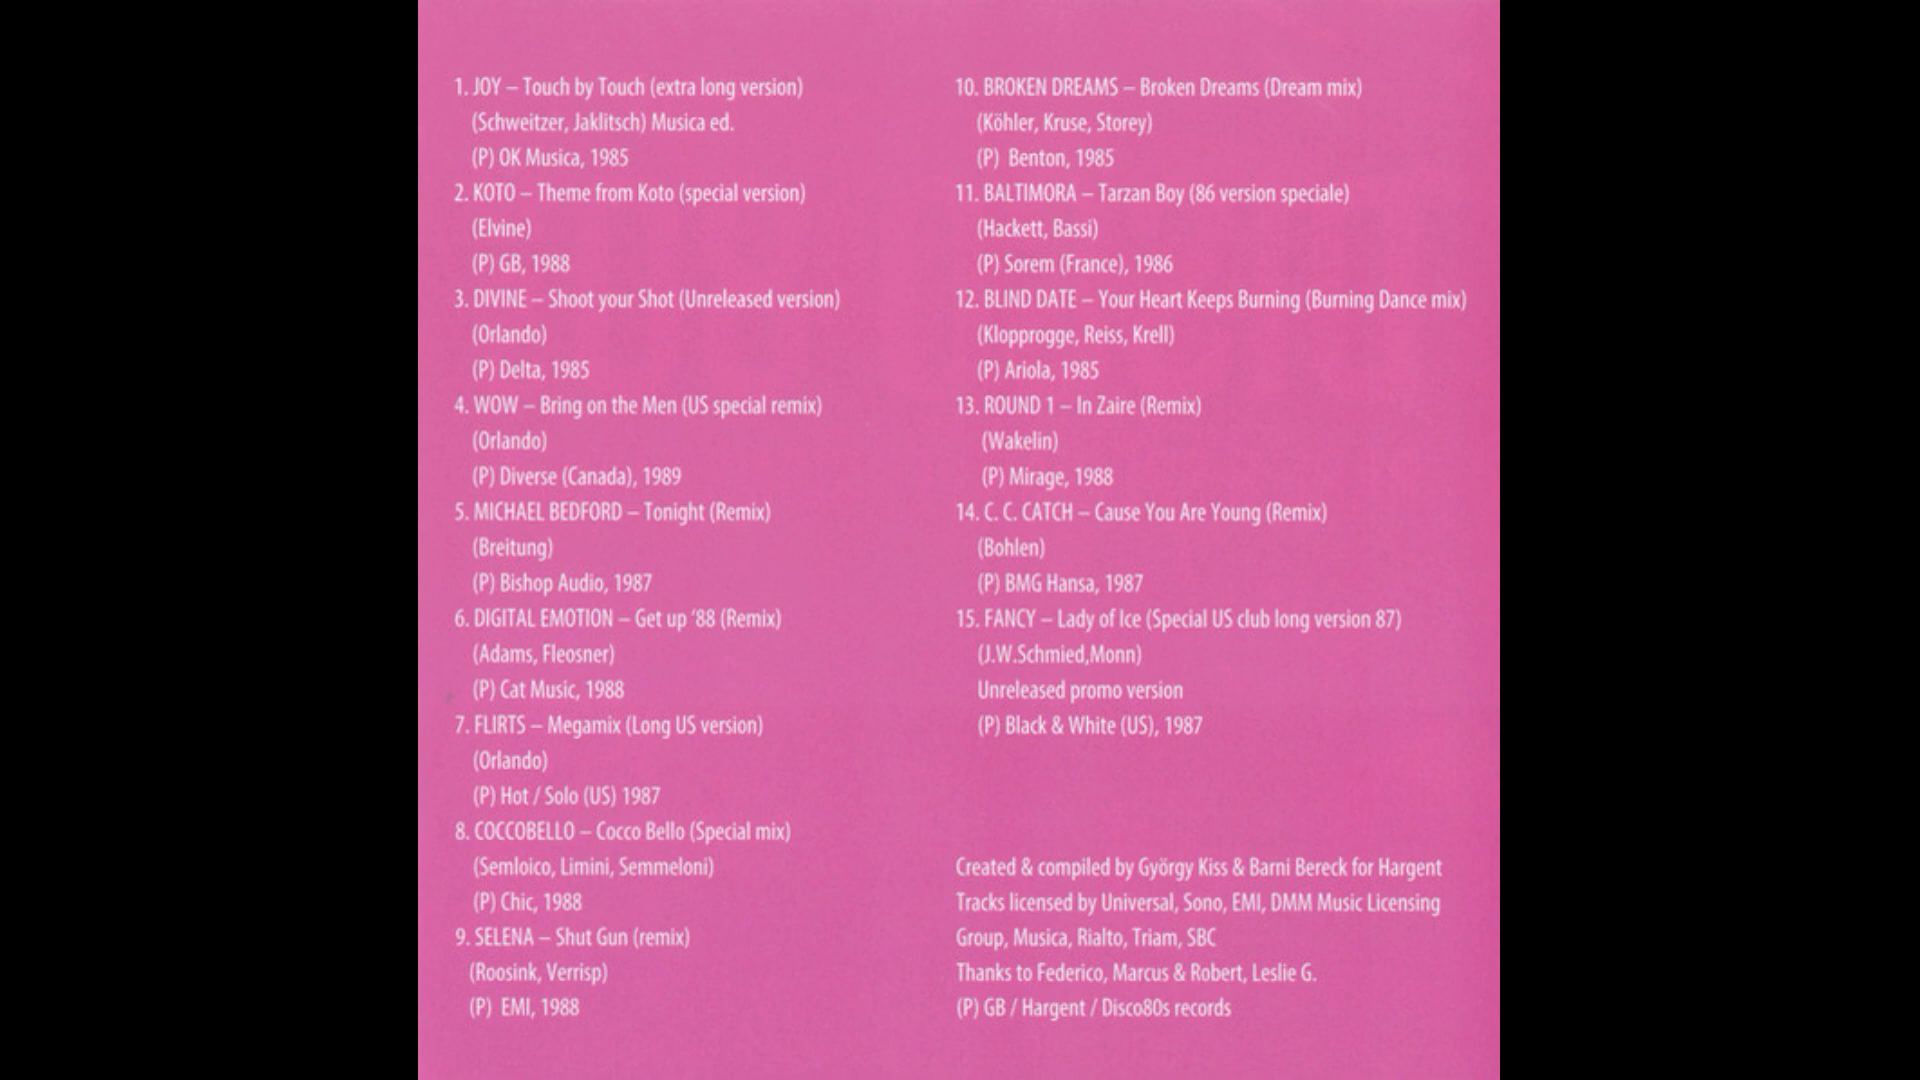 1. JOY – Touch by Touch (extra long version)
(Schweitzer, Jaklitsch) Musica ed.
(P) OK Musica, 1985
2. KOTO – Theme from Koto (special version)
(Elvine)
(P) GB, 1988
3. DIVINE – Shoot your Shot (Unreleased version)
(Orlando)
(P) Delta, 1985
4. WOW – Bring on the Men (US special remix)
(Orlando)
(P) Diverse (Canada), 1989
5. MICHAEL BEDFORD – Tonight (Remix)
(Breitung)
(P) Bishop Audio, 1987
6. DIGITAL EMOTION – Get up ’88 (Remix)
(Adams, Fleosner)
(P) Cat Music, 1988
7. FLIRTS – Megamix (Long US version)
(Orlando)
(P) Hot / Solo (US) 1987
8. COCCOBELLO – Cocco Bello (Special mix)
(Semloico, Limini, Semmeloni)
(P) Chic, 1988
9. SELENA – Shut Gun (remix)
(Roosink, Verrisp)
(P) EMI, 1988
10. BROKEN DREAMS – Broken Dreams (Dream mix)
(Köhler, Kruse, Storey)
(P) Benton, 1985
11. BALTIMORA – Tarzan Boy (86 version speciale)
(Hackett, Bassi)
(P) Sorem (France), 1986
12. BLIND DATE – Your Heart Keeps Burning (Burning Dance mix)
(Kloprogge, Reiss, Krell)
(P) Ariola, 1985
13. ROUND 1 – In Zaire (Remix)
(Wakelin)
(P) Mirage, 1988
14. C. C. CATCH – Cause You Are Young (Remix)
(Bohlen)
(P) BMG Hansa, 1987
15. FANCY – Lady of Ice (Special US club long version 87)
(J.W.Schmied,Monn)
Unreleased promo version
(P) Black & White (US), 1987
Created & compiled by György Kiss & Barni Bereck for Hargent
Tracks licensed by Universal, Sono, EMI, DMM Music Licensing
Group, Musica, Rialto, Triam, SBC
Thanks to Federico, Marcus & Robert, Leslie G.
(P) GB / Hargent / Disco80s records